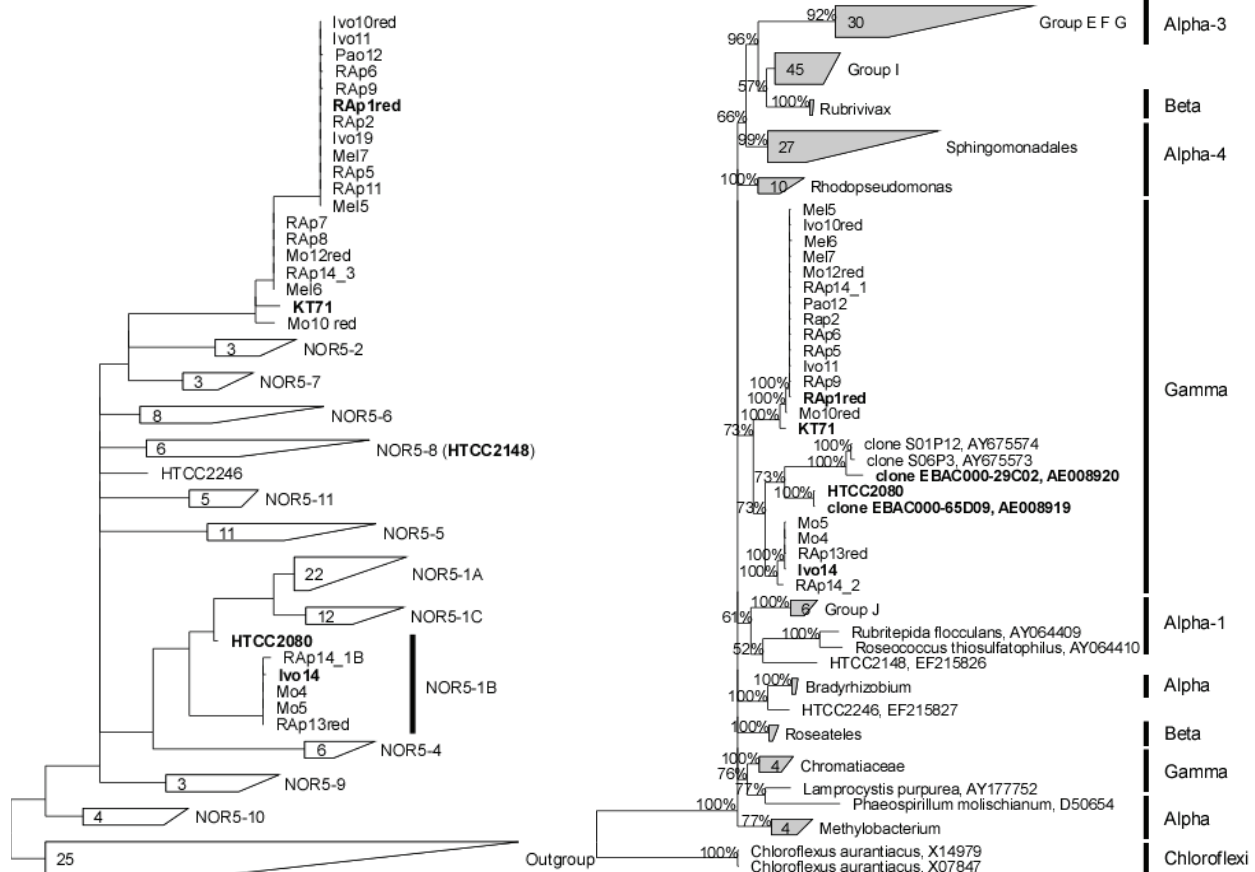 Ivo10red
Ivo11
Pao12
RAp6
RAp9
RAp1red
RAp2
Ivo19
Mel7
RAp5
RAp11
Mel5
RAp7
RAp8
Mo12red
RAp14_3
Mel6
KT71
Mo10 red
3 NOR5-2
3 NOR5-7
8 NOR5-6
6 NOR5-8 (HTCC2148)
HTCC2246
5 NOR5-11
11 NOR5-5
22 NOR5-1A
12 NOR5-1C
HTCC2080
RAp14_1B
Ivo14
Mo4
Mo5
RAp13red
NOR5-1B
6 NOR5-4
3 NOR5-9
4 NOR5-10
25 Outgroup
92% 30 Group E F G
96%
45 Group I
57%
100% Rubrivivax
66%
99% 27 Sphingomonadales
100% 10 Rhodopseudomonas
Mel5
Ivo10red
Mel6
Mel7
Mo12red
RAp14_1
Pao12
Rap2
RAp6
RAp5
Ivo11
100% RAp9
100% RAp1red
100% Mo10red
73% KT71
100% clone S01P12, AY675574
100% clone S06P3, AY675573
73% clone EBAC000-29C02, AE008920
100% HTCC2080
73% clone EBAC000-65D09, AE008919
Mo5
Mo4
100% RAp13red
100% Ivo14
RAp14_2
100% 6 Group J
61%
100% Rubritepida flocculans, AY064409
52% Roseococcus thiosulfatophilus, AY064410
HTCC2148, EF215826
100% Bradyrhizobium
100% HTCC2246, EF215827
100% Roseateles
100% 4 Chromatiaceae
76%
77% Lamprocystis purpurea, AY177752
Phaeospirillum molischianum, D50654
100%
77% 4 Methylobacterium
100% Chloroflexus aurantiacus, X14979
Chloroflexus aurantiacus, X07847
Alpha-3
Beta
Alpha-4
Gamma
Alpha-1
Alpha
Beta
Gamma
Alpha
Chloroflexi